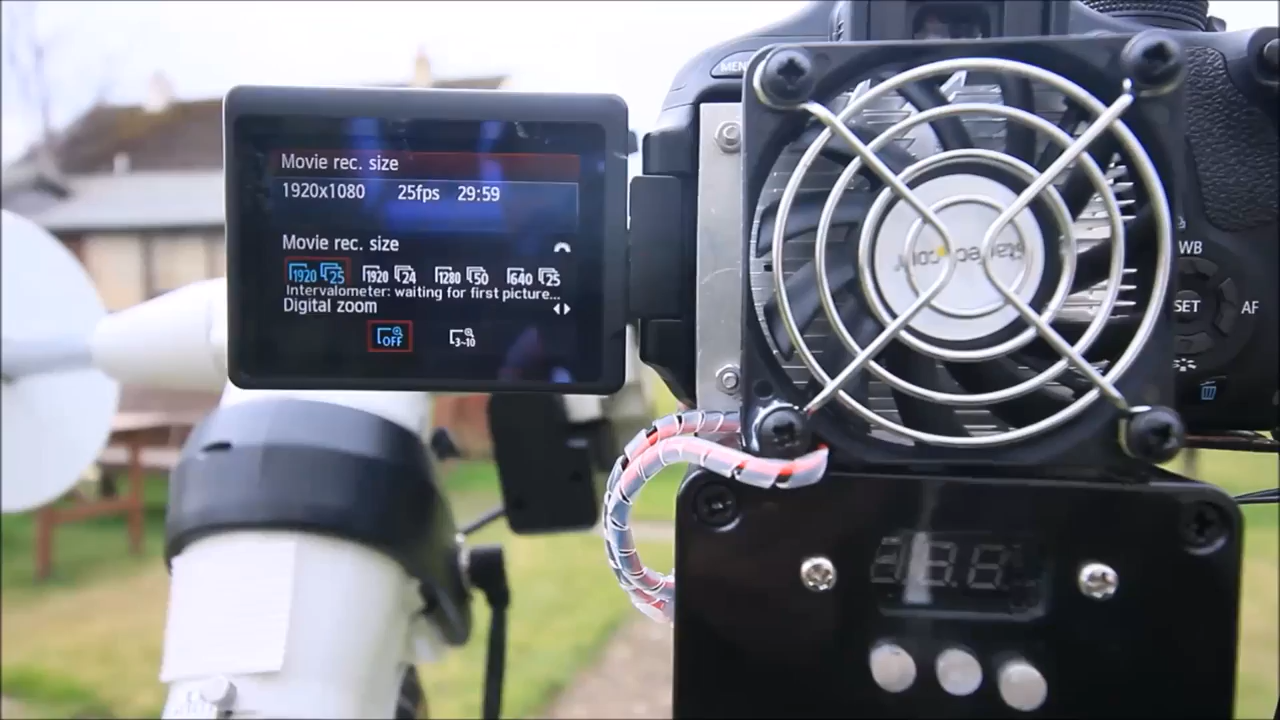 MENU
Movie rec. size
1920x1080 25fps 29:59
Movie rec. size
1920 25 1920 24 1280 50 640 25
Intervalometer: waiting for first picture...
Digital zoom
OFF 3~10
WB
SET
AF